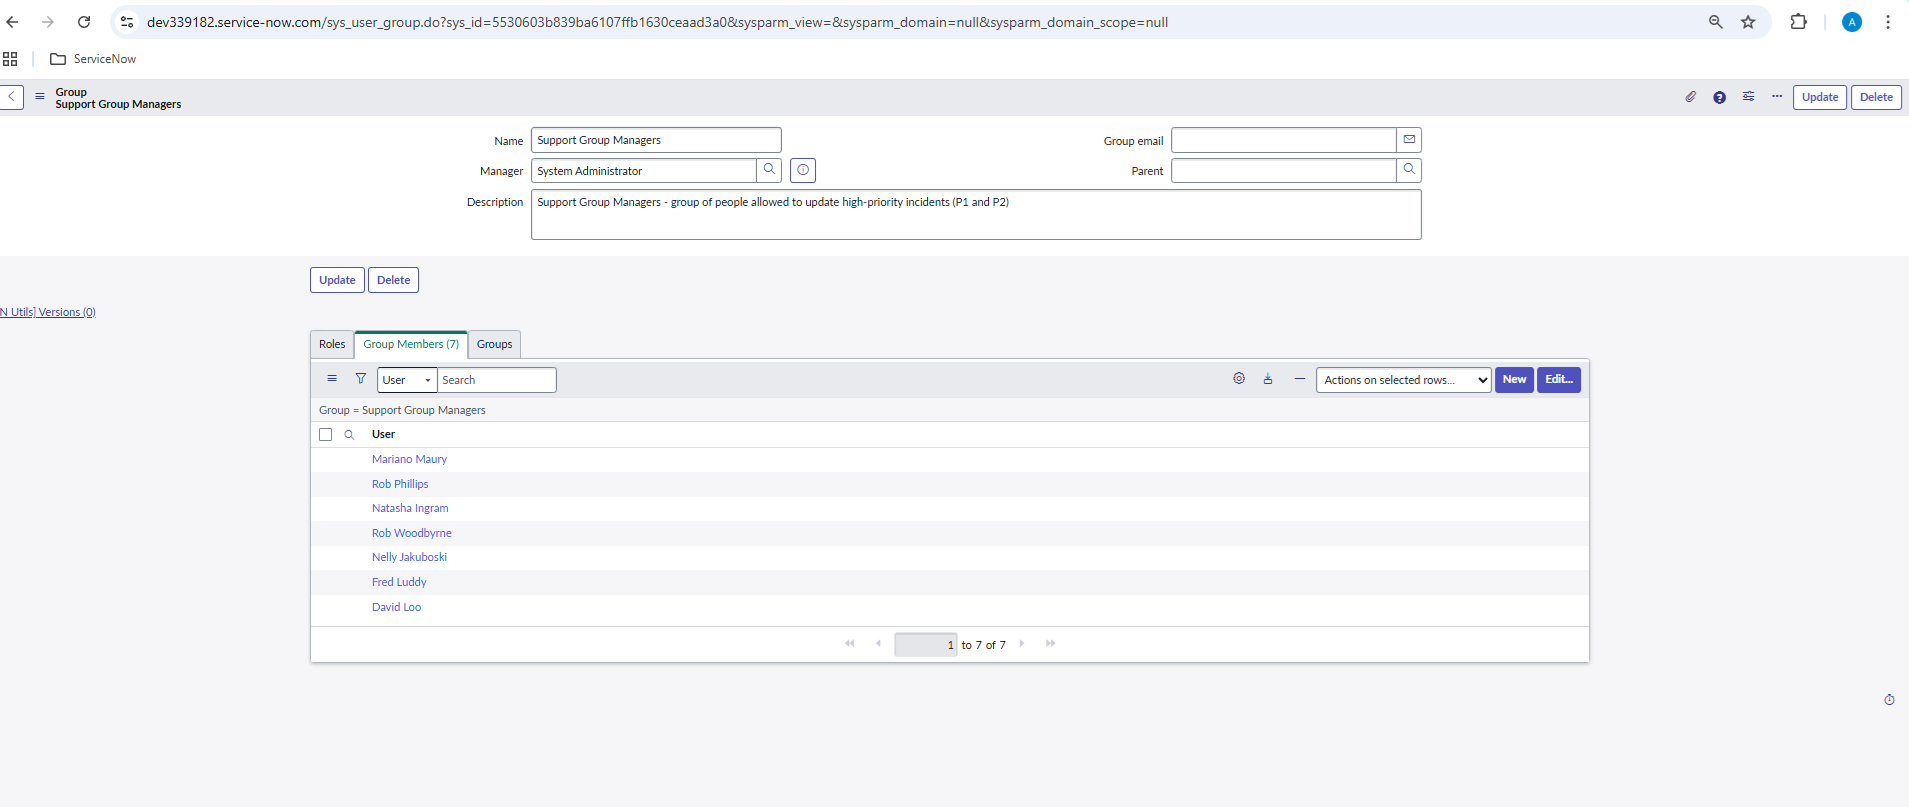 dev339182.service-now.com/sys_user_group.do?sys_id=5530603b839ba6107ffb1630ceaad3a0&sysparm_view=&sysparm_domain=null&sysparm_domain_scope=null
A
ServiceNow
Group
Support Group Managers
Update
Delete
Name
Support Group Managers
Group email
Manager
System Administrator
Parent
Description
Support Group Managers - group of people allowed to update high-priority incidents (P1 and P2)
Update
Delete
N Utils] Versions (0)
Roles
Group Members (7)
Groups
User
Search
Actions on selected rows...
New
Edit...
Group = Support Group Managers
User
Mariano Maury
Rob Phillips
Natasha Ingram
Rob Woodbyrne
Nelly Jakuboski
Fred Luddy
David Loo
1 to 7 of 7